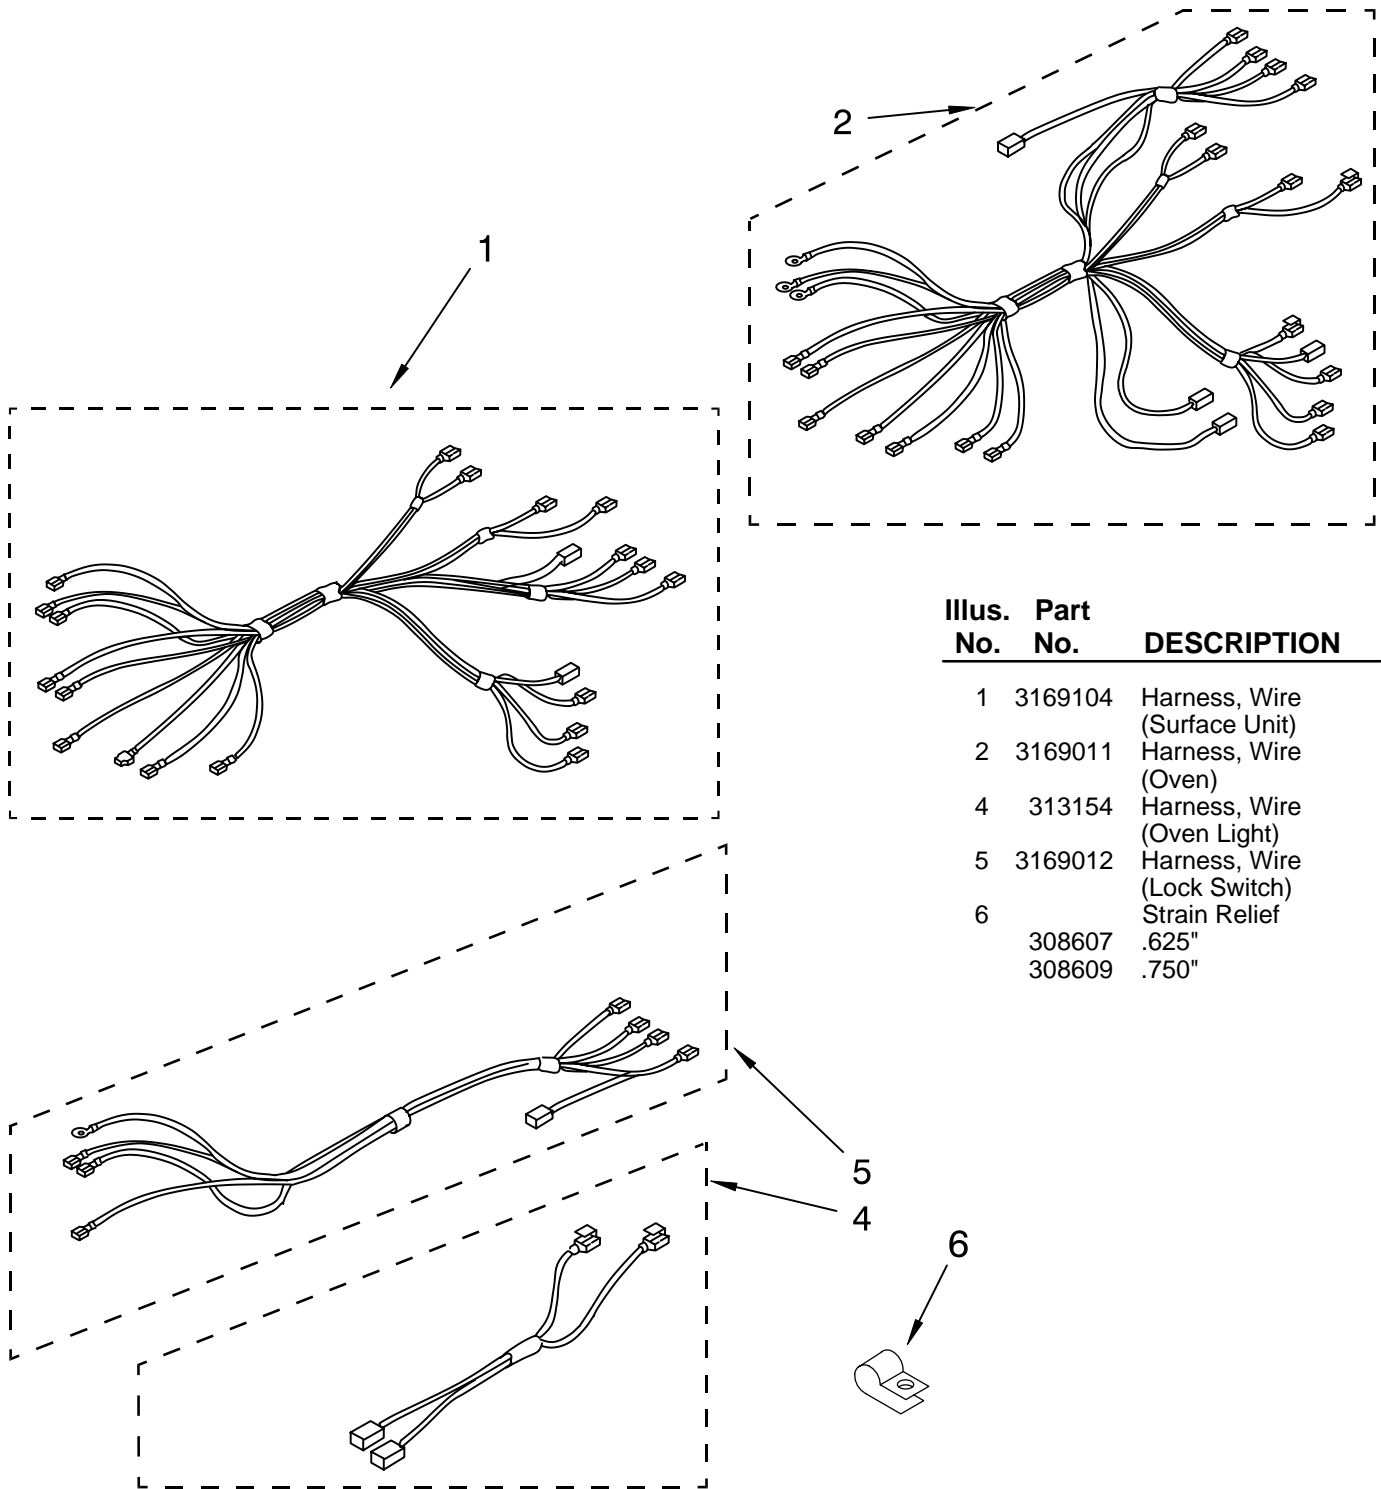 2
1
Illus. Part
No. No. DESCRIPTION
1 3169104 Harness, Wire
(Surface Unit)
2 3169011 Harness, Wire
(Oven)
4 313154 Harness, Wire
(Oven Light)
5 3169012 Harness, Wire
(Lock Switch)
6 Strain Relief
308607 .625"
308609 .750"
5
4
6